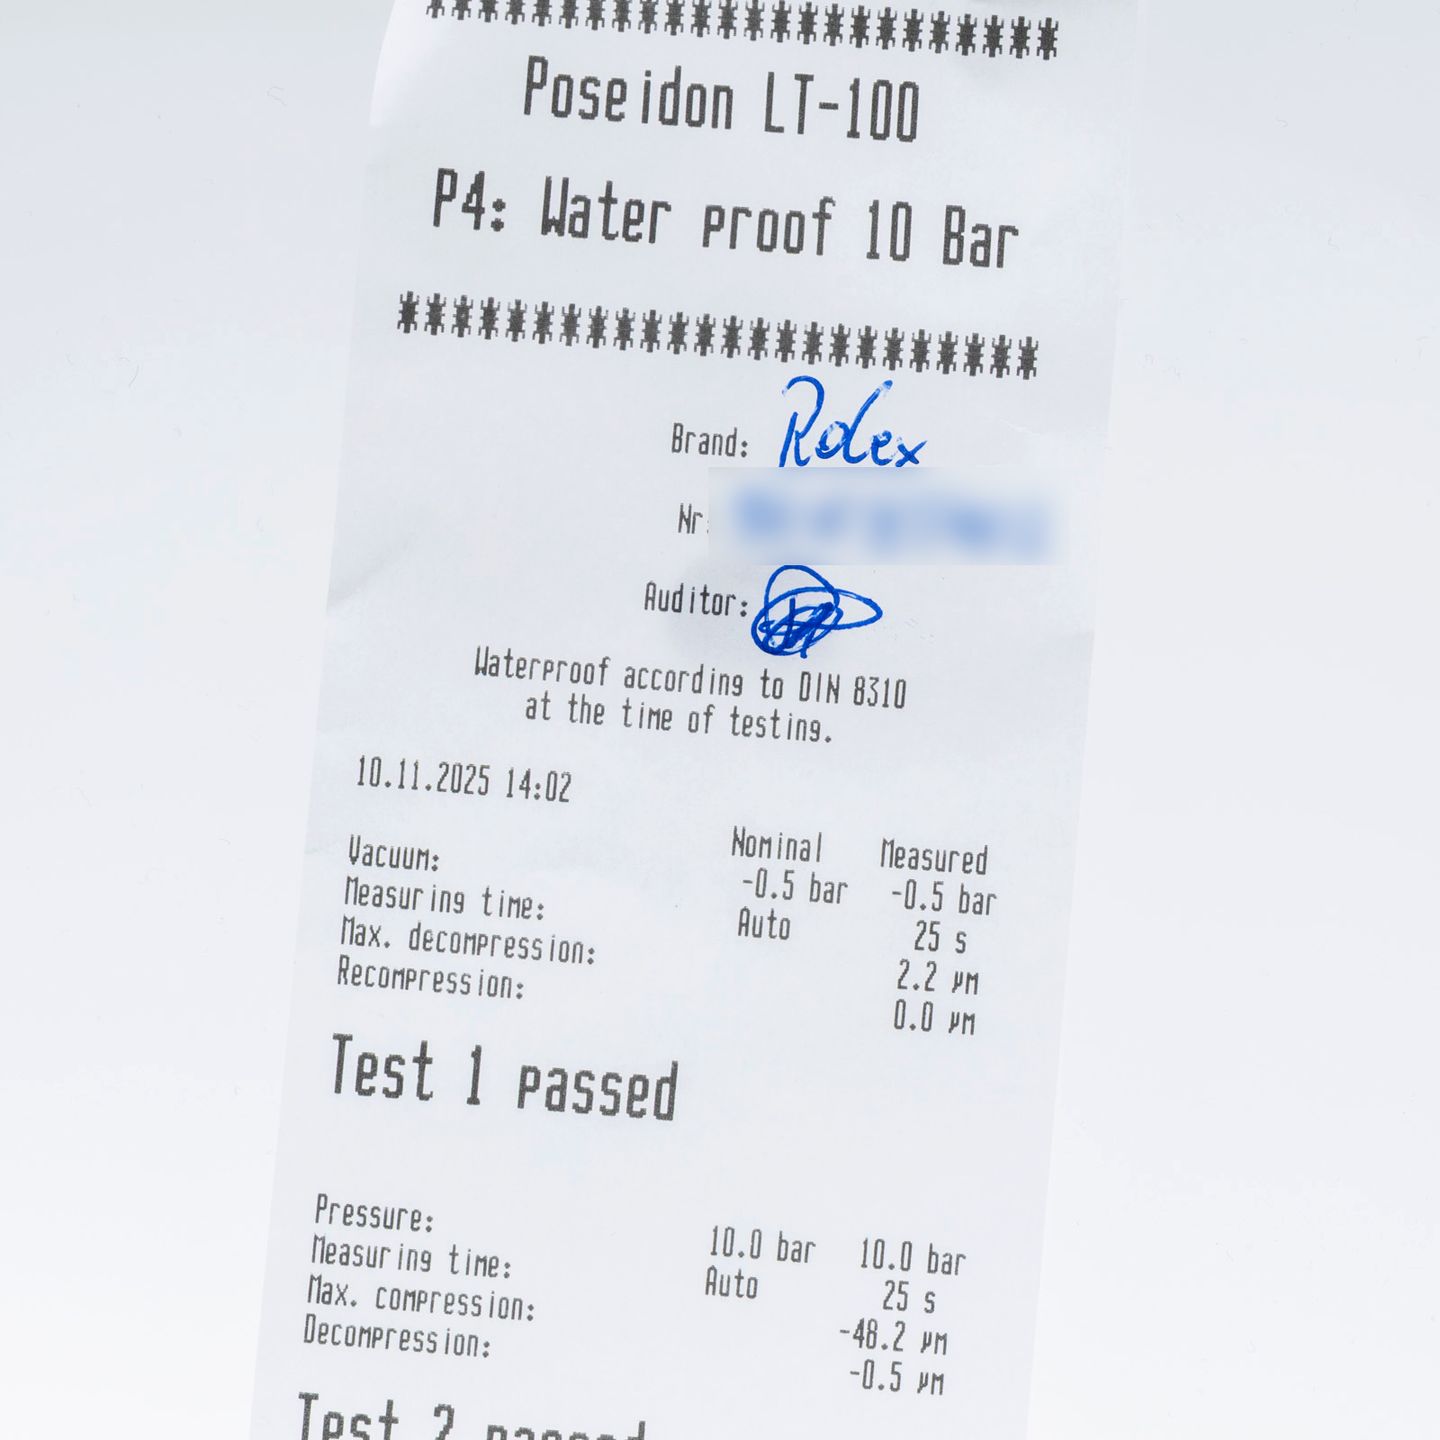 ************************
Poseidon LT-100
P4: Water proof 10 Bar
************************
Brand: Rolex
Nr:
Auditor:
Waterproof according to DIN 8310
at the time of testing.
10.11.2025 14:02
Nominal Measured
Vacuum: -0.5 bar -0.5 bar
Measuring time: Auto 25 s
Max. decompression: 2.2 µm
Recompression: 0.0 µm
Test 1 passed
Pressure: 10.0 bar 10.0 bar
Measuring time: Auto 25 s
Max. compression: -48.2 µm
Decompression: -0.5 µm
Test 2 passed